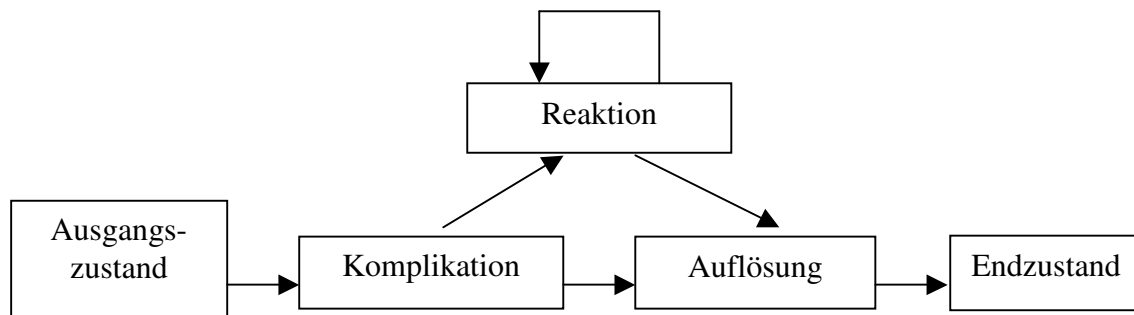 Reaktion
Ausgangs-
zustand
Komplikation
Auflösung
Endzustand